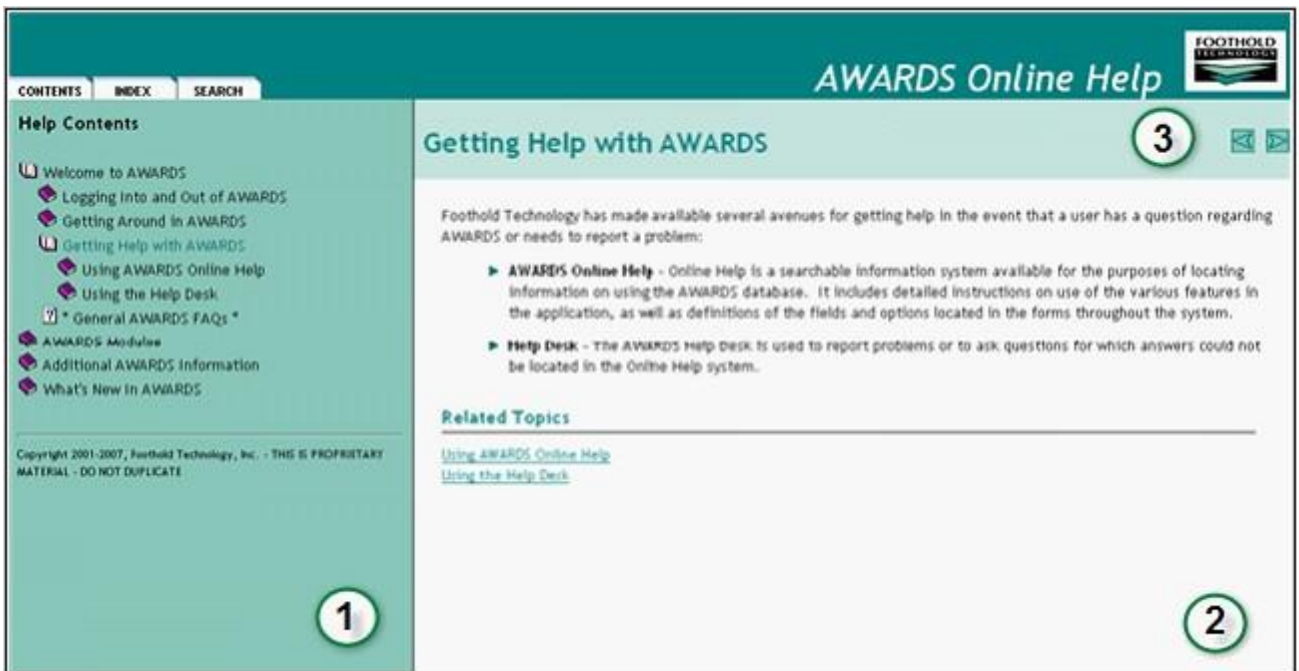 FOOTHOLD
TECHNOLOGY
AWARDS Online Help
CONTENTS INDEX SEARCH
Help Contents
Welcome to AWARDS
Logging Into and Out of AWARDS
Getting Around in AWARDS
Getting Help with AWARDS
Using AWARDS Online Help
Using the Help Desk
? * General AWARDS FAQs *
AWARDS Modules
Additional AWARDS Information
What's New in AWARDS
Copyright 2001-2007, Foothold Technology, Inc. - THIS IS PROPRIETARY
MATERIAL - DO NOT DUPLICATE
1
Getting Help with AWARDS
3
Foothold Technology has made available several avenues for getting help in the event that a user has a question regarding
AWARDS or needs to report a problem:
AWARDS Online Help - Online Help is a searchable information system available for the purposes of locating
information on using the AWARDS database. It includes detailed instructions on use of the various features in
the application, as well as definitions of the fields and options located in the forms throughout the system.
Help Desk - The AWARDS Help Desk is used to report problems or to ask questions for which answers could not
be located in the Online Help system.
Related Topics
Using AWARDS Online Help
Using the Help Desk
2